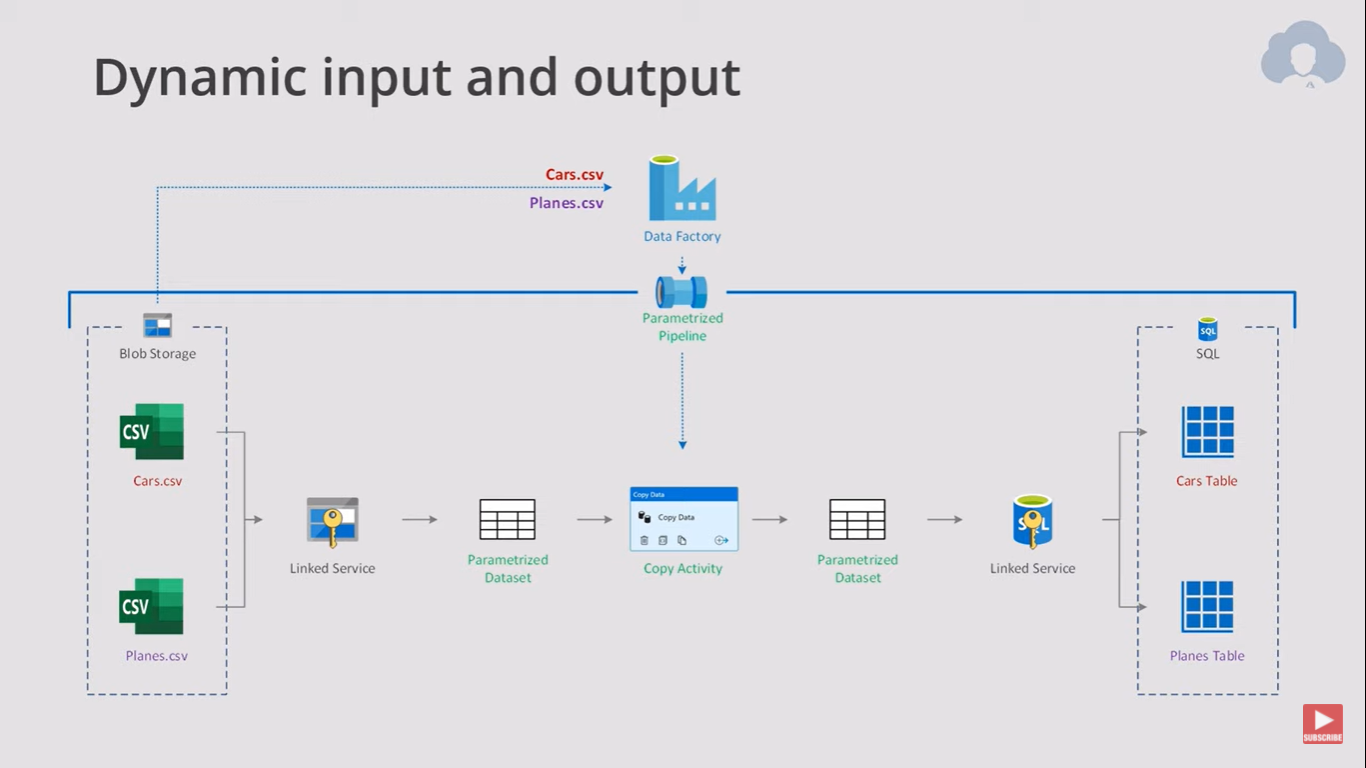 Dynamic input and output
Cars.csv
Planes.csv
Data Factory
Parametrized
Pipeline
Blob Storage
SQL
SQL
CSV
Cars.csv
Cars Table
Copy Data
Copy Data
SQL
Linked Service
Parametrized
Dataset
Copy Activity
Parametrized
Dataset
Linked Service
CSV
Planes.csv
Planes Table
SUBSCRIBE